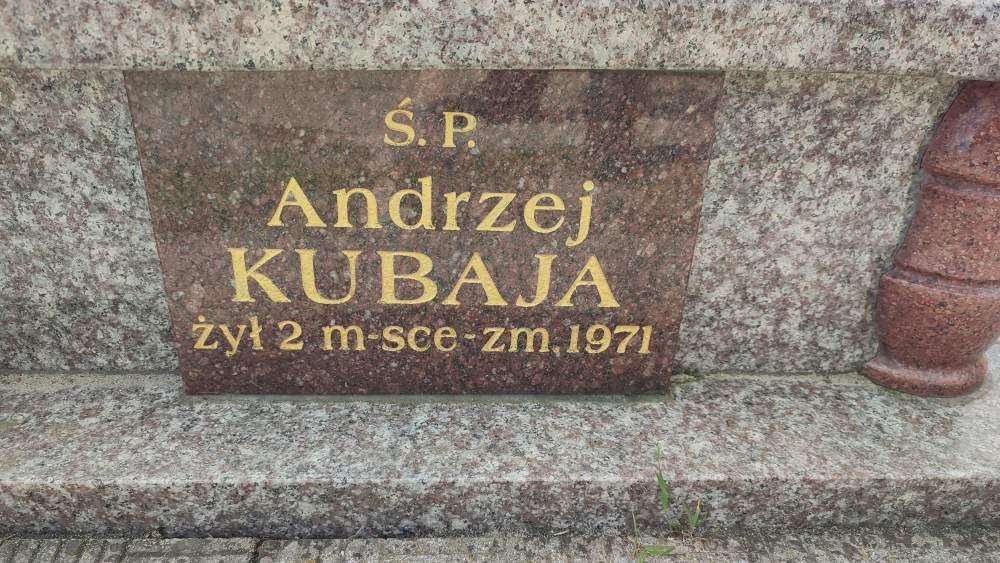 Ś. P.
Andrzej
KUBAJA
żył 2 m-sce-zm. 1971